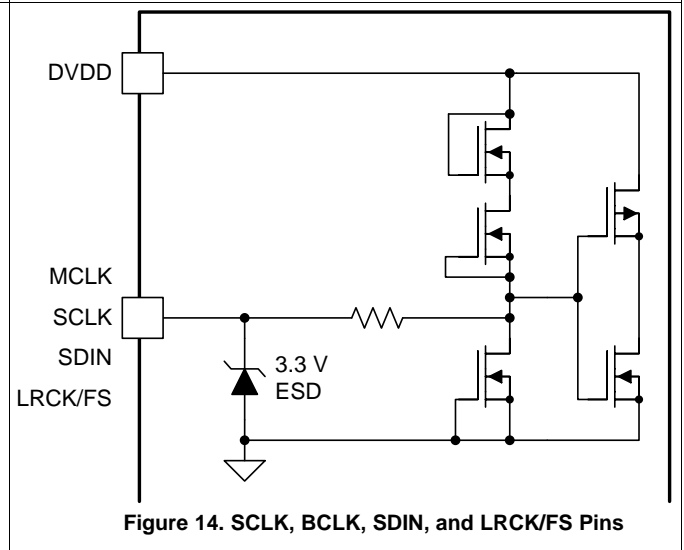 DVDD
MCLK
SCLK
SDIN
LRCK/FS
3.3 V
ESD
Figure 14. SCLK, BCLK, SDIN, and LRCK/FS Pins